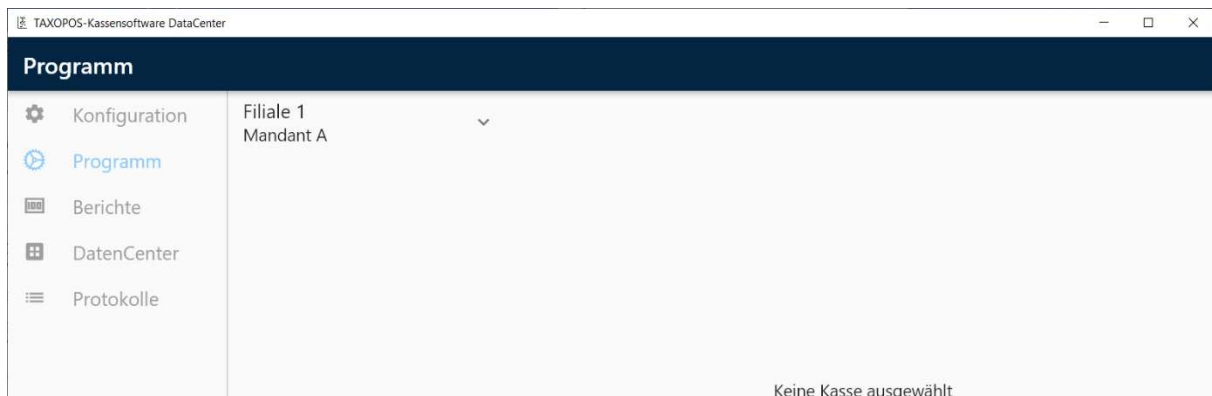 TAXOPOS-Kassensoftware DataCenter
Programm
Konfiguration
Programm
Berichte
DatenCenter
Protokolle
Filiale 1
Mandant A
Keine Kasse ausgewählt